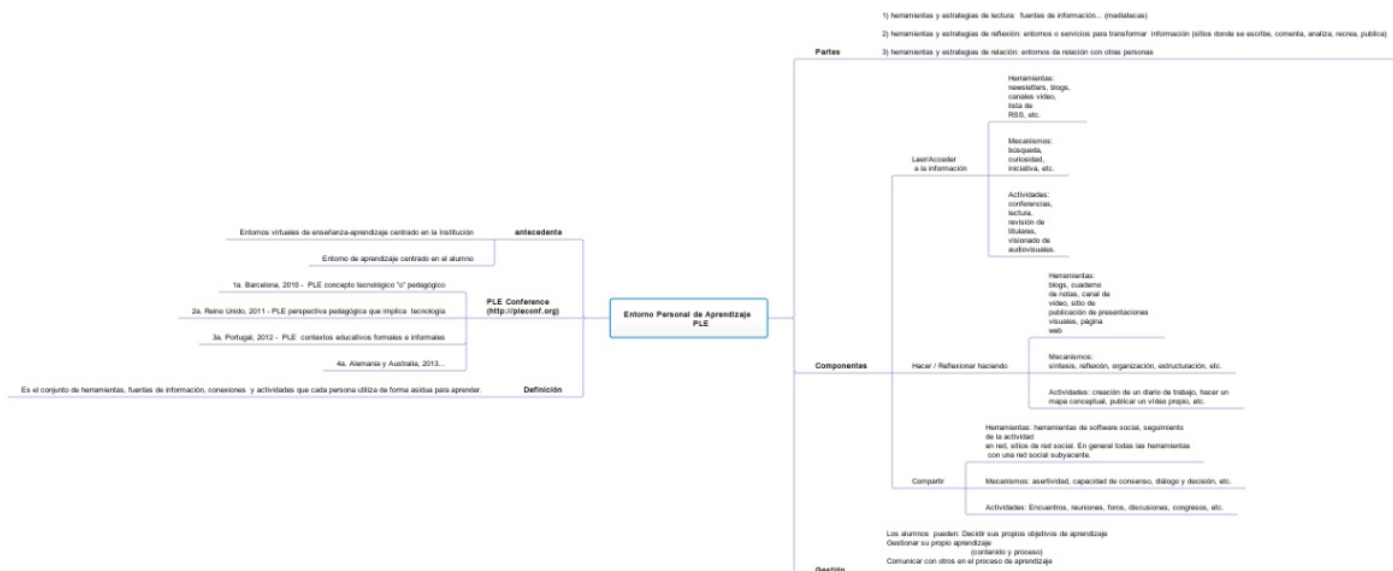 1) herramientas y estrategias de lectura: fuentes de información... (mediatecas)
2) herramientas y estrategias de reflexión: entornos o servicios para transformar información (sitios donde se escribe, comenta, analiza, recrea, publica)
Partes
3) herramientas y estrategias de relación: entornos de relación con otras personas
Herramientas:
newsletters, blogs,
canales vídeo,
lista de
RSS, etc.
Mecanismos:
búsqueda,
curiosidad,
iniciativa, etc.
Leer/Acceder
a la información
Actividades:
conferencias,
lectura,
revisión de
titulares,
visionado de
audiovisuales.
Entornos virtuales de enseñanza-aprendizaje centrado en la Institución
antecedente
Entorno de aprendizaje centrado en el alumno
1a. Barcelona, 2010 - PLE concepto tecnológico "o" pedagógico
PLE Conference
(http://pleconf.org)
2a. Reino Unido, 2011 - PLE perspectiva pedagógica que implica tecnología
3a. Portugal, 2012 - PLE contextos educativos formales e informales
4a. Alemania y Australia, 2013...
Es el conjunto de herramientas, fuentes de información, conexiones y actividades que cada persona utiliza de forma asidua para aprender.
Definición
Entorno Personal de Aprendizaje
PLE
Herramientas:
blogs, cuaderno
de notas, canal de
vídeo, sitio de
publicación de presentaciones
visuales, página
web
Componentes
Hacer / Reflexionar haciendo
Mecanismos:
síntesis, reflexión, organización, estructuración, etc.
Actividades: creación de un diario de trabajo, hacer un
mapa conceptual, publicar un vídeo propio, etc.
Herramientas: herramientas de software social, seguimiento
de la actividad
en red, sitios de red social. En general todas las herramientas
con una red social subyacente.
Compartir
Mecanismos: asertividad, capacidad de consenso, diálogo y decisión, etc.
Actividades: Encuentros, reuniones, foros, discusiones, congresos, etc.
Los alumnos pueden: Decidir sus propios objetivos de aprendizaje
Gestionar su propio aprendizaje
(contenido y proceso)
Comunicar con otros en el proceso de aprendizaje
Gestión